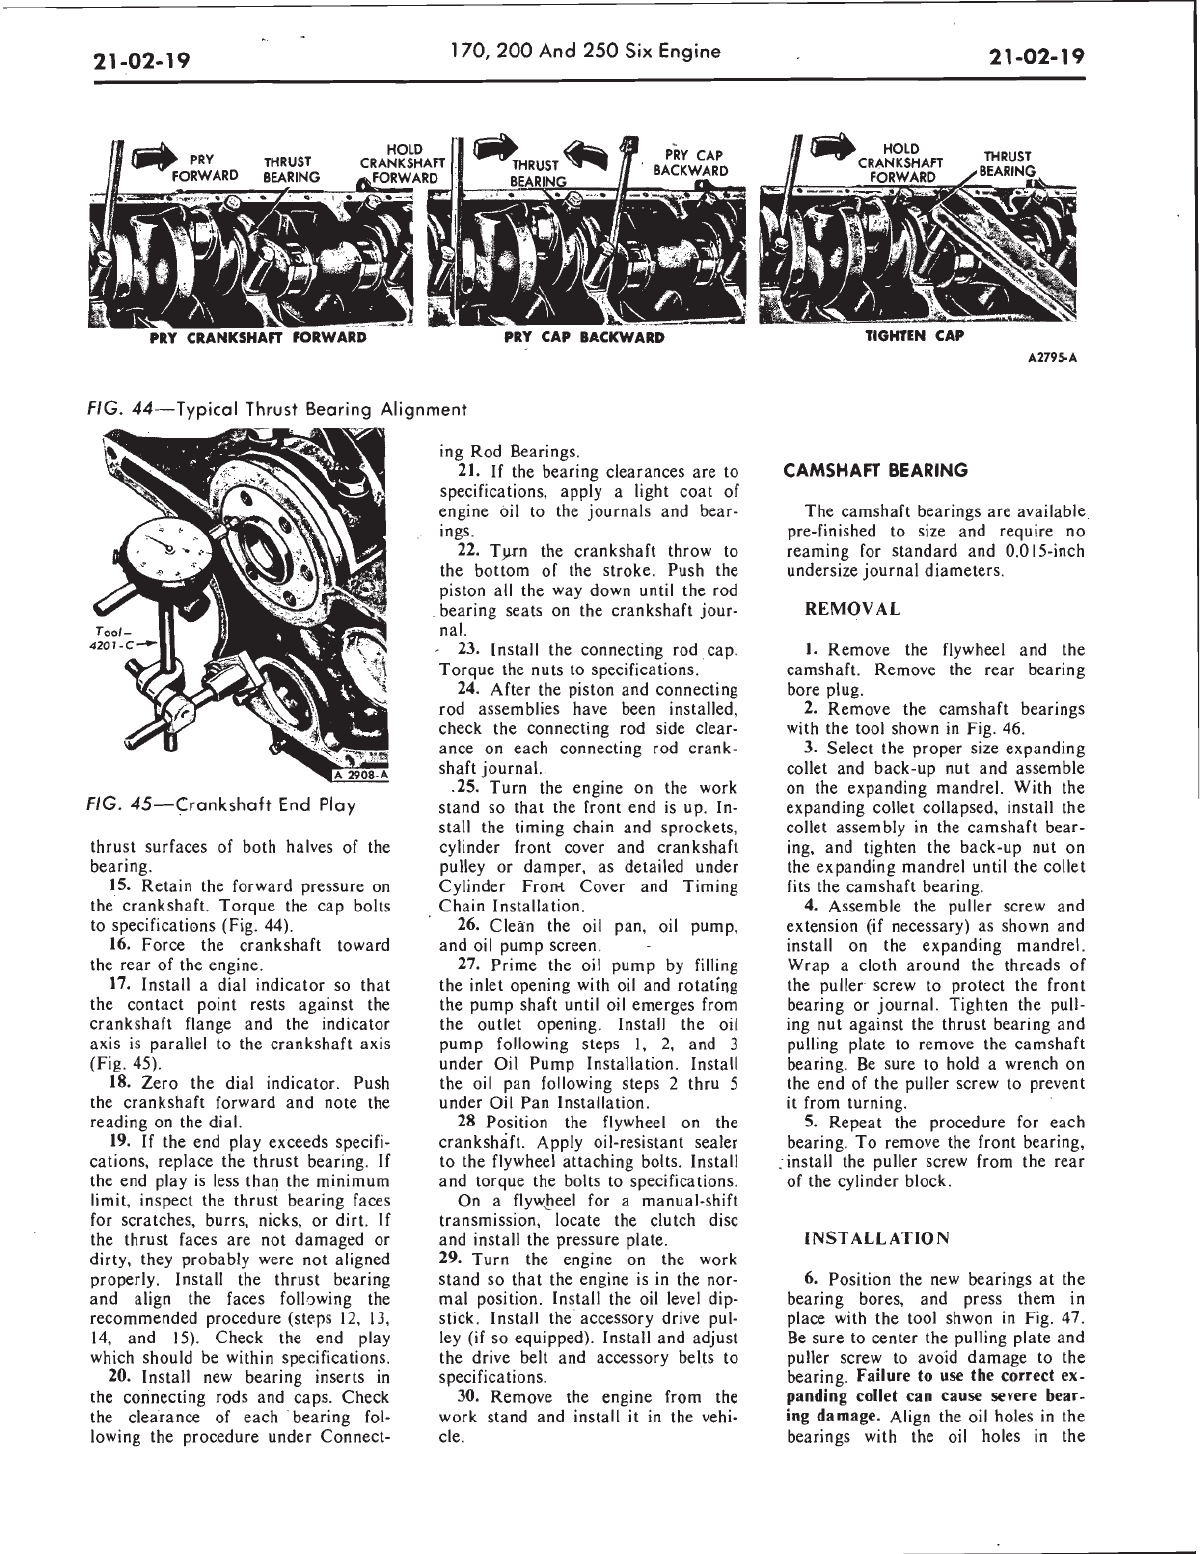 21-02-19
170, 200 And 250 Six Engine
21-02-19
PRY
FORWARD
THRUST
BEARING
HOLD
CRANKSHAFT
FORWARD
THRUST
BEARING
PRY CAP
BACKWARD
HOLD
CRANKSHAFT
FORWARD
THRUST
BEARING
PRY CRANKSHAFT FORWARD
PRY CAP BACKWARD
TIGHTEN CAP
A2795-A
FIG. 44—Typical Thrust Bearing Alignment
Tool-
4201-C
A 2908-A
FIG. 45—Crankshaft End Play
thrust surfaces of both halves of the
bearing.
15. Retain the forward pressure on
the crankshaft. Torque the cap bolts
to specifications (Fig. 44).
16. Force the crankshaft toward
the rear of the engine.
17. Install a dial indicator so that
the contact point rests against the
crankshaft flange and the indicator
axis is parallel to the crankshaft axis
(Fig. 45).
18. Zero the dial indicator. Push
the crankshaft forward and note the
reading on the dial.
19. If the end play exceeds specifi-
cations, replace the thrust bearing. If
the end play is less than the minimum
limit, inspect the thrust bearing faces
for scratches, burrs, nicks, or dirt. If
the thrust faces are not damaged or
dirty, they probably were not aligned
properly. Install the thrust bearing
and align the faces following the
recommended procedure (steps 12, 13,
14, and 15). Check the end play
which should be within specifications.
20. Install new bearing inserts in
the connecting rods and caps. Check
the clearance of each bearing fol-
lowing the procedure under Connect-
ing Rod Bearings.
21. If the bearing clearances are to
specifications, apply a light coat of
engine oil to the journals and bear-
ings.
22. Turn the crankshaft throw to
the bottom of the stroke. Push the
piston all the way down until the rod
bearing seats on the crankshaft jour-
nal.
23. Install the connecting rod cap.
Torque the nuts to specifications.
24. After the piston and connecting
rod assemblies have been installed,
check the connecting rod side clear-
ance on each connecting rod crank-
shaft journal.
25. Turn the engine on the work
stand so that the front end is up. In-
stall the timing chain and sprockets,
cylinder front cover and crankshaft
pulley or damper, as detailed under
Cylinder Front Cover and Timing
Chain Installation.
26. Clean the oil pan, oil pump,
and oil pump screen.
27. Prime the oil pump by filling
the inlet opening with oil and rotating
the pump shaft until oil emerges from
the outlet opening. Install the oil
pump following steps 1, 2, and 3
under Oil Pump Installation. Install
the oil pan following steps 2 thru 5
under Oil Pan Installation.
28 Position the flywheel on the
crankshaft. Apply oil-resistant sealer
to the flywheel attaching bolts. Install
and torque the bolts to specifications.
On a flywheel for a manual-shift
transmission, locate the clutch disc
and install the pressure plate.
29. Turn the engine on the work
stand so that the engine is in the nor-
mal position. Install the oil level dip-
stick. Install the accessory drive pul-
ley (if so equipped). Install and adjust
the drive belt and accessory belts to
specifications.
30. Remove the engine from the
work stand and install it in the vehi-
cle.
CAMSHAFT BEARING
The camshaft bearings are available
pre-finished to size and require no
reaming for standard and 0.015-inch
undersize journal diameters.
REMOVAL
1. Remove the flywheel and the
camshaft. Remove the rear bearing
bore plug.
2. Remove the camshaft bearings
with the tool shown in Fig. 46.
3. Select the proper size expanding
collet and back-up nut and assemble
on the expanding mandrel. With the
expanding collet collapsed, install the
collet assembly in the camshaft bear-
ing, and tighten the back-up nut on
the expanding mandrel until the collet
fits the camshaft bearing.
4. Assemble the puller screw and
extension (if necessary) as shown and
install on the expanding mandrel.
Wrap a cloth around the threads of
the puller screw to protect the front
bearing or journal. Tighten the pull-
ing nut against the thrust bearing and
pulling plate to remove the camshaft
bearing. Be sure to hold a wrench on
the end of the puller screw to prevent
it from turning.
5. Repeat the procedure for each
bearing. To remove the front bearing,
install the puller screw from the rear
of the cylinder block.
INSTALLATION
6. Position the new bearings at the
bearing bores, and press them in
place with the tool shwon in Fig. 47.
Be sure to center the pulling plate and
puller screw to avoid damage to the
bearing. Failure to use the correct ex-
panding collet can cause severe bear-
ing damage. Align the oil holes in the
bearings with the oil holes in the